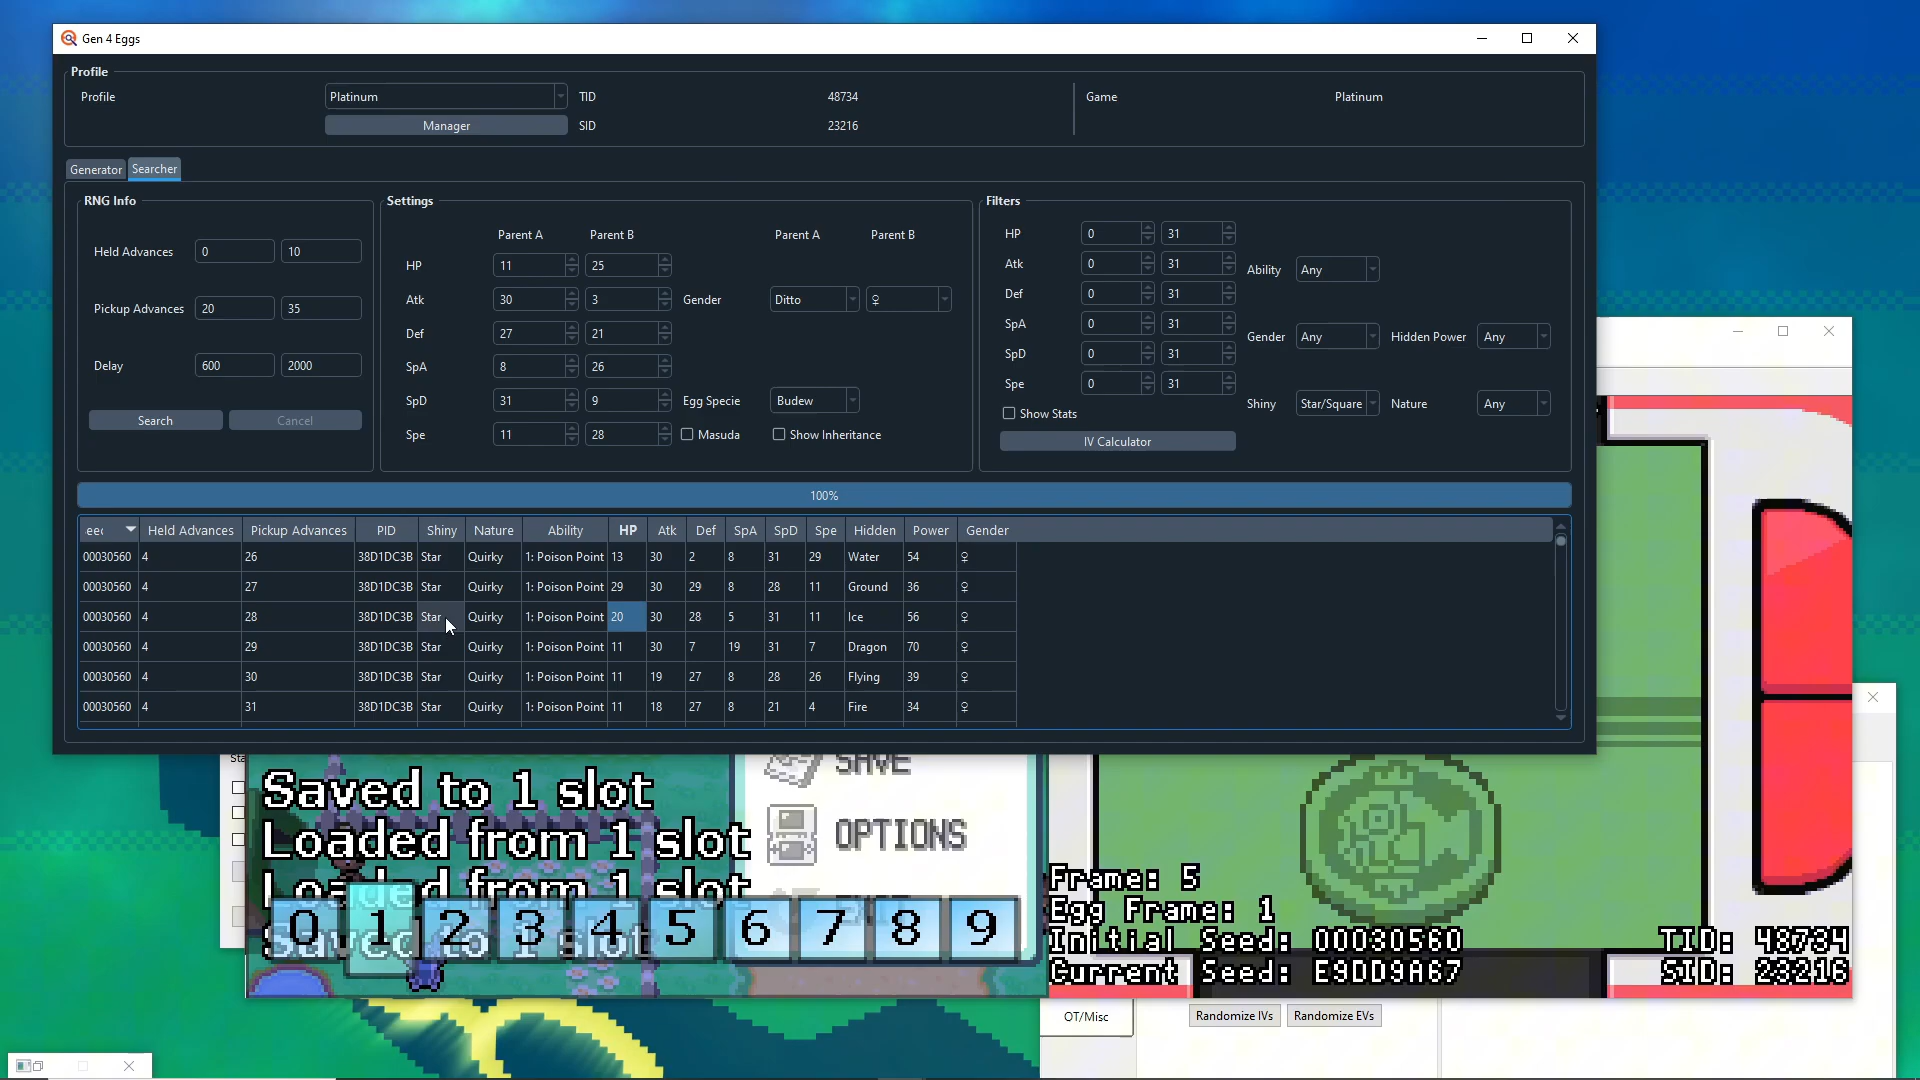 Gen 4 Eggs
Profile
Profile Platinum TID 48734 Game Platinum
Manager SID 23216
Generator Searcher
RNG Info Settings Filters
Parent A Parent B Parent A Parent B
Held Advances 0 10
Pickup Advances 20 35
Delay 600 2000
Search Cancel
HP 11 25
Atk 30 3 Gender Ditto ♀
Def 27 21
SpA 8 26
SpD 31 9 Egg Specie Budew
Spe 11 28 Masuda Show Inheritance
HP 0 31
Atk 0 31 Ability Any
Def 0 31
SpA 0 31 Gender Any Hidden Power Any
SpD 0 31
Spe 0 31 Shiny Star/Square Nature Any
Show Stats
IV Calculator
100%
eec Held Advances Pickup Advances PID Shiny Nature Ability HP Atk Def SpA SpD Spe Hidden Power Gender
00030560 4 26 38D1DC3B Star Quirky 1: Poison Point 13 30 2 8 31 29 Water 54 ♀
00030560 4 27 38D1DC3B Star Quirky 1: Poison Point 29 30 29 8 28 11 Ground 36 ♀
00030560 4 28 38D1DC3B Star Quirky 1: Poison Point 20 30 28 5 31 11 Ice 56 ♀
00030560 4 29 38D1DC3B Star Quirky 1: Poison Point 11 30 7 19 31 7 Dragon 70 ♀
00030560 4 30 38D1DC3B Star Quirky 1: Poison Point 11 19 27 8 28 26 Flying 39 ♀
00030560 4 31 38D1DC3B Star Quirky 1: Poison Point 11 18 27 8 21 4 Fire 34 ♀
Sta
Saved to 1 slot
Loaded from 1 slot
Loaded from 1 slot
Saved to 1 slot
0 1 2 3 4 5 6 7 8 9
SAVE
OPTIONS
Frame: 5
Egg Frame: 1
Initial Seed: 00030560 TID: 48734
Current Seed: E9DD9A67 SID: 23216
OT/Misc Randomize IVs Randomize EVs